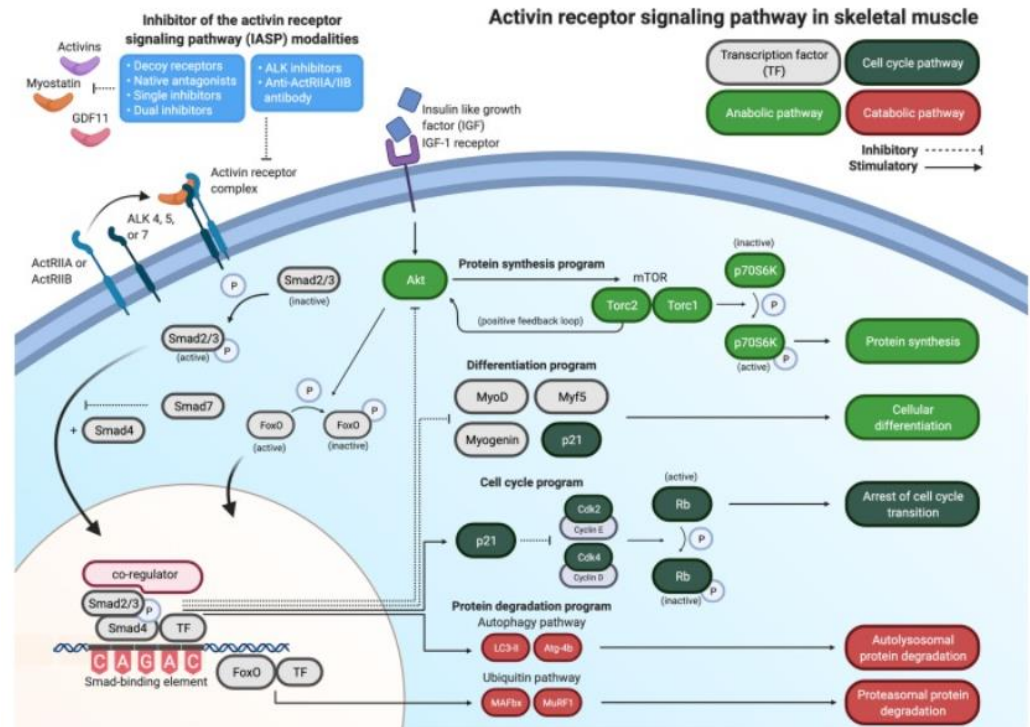 Activin receptor signaling pathway in skeletal muscle
Inhibitor of the activin receptor
signaling pathway (IASP) modalities
Activins
Myostatin
GDF11
• Decoy receptors
• Native antagonists
• Single inhibitors
• Dual inhibitors
• ALK inhibitors
• Anti-ActRIIA/IIB
antibody
Transcription factor
(TF)
Cell cycle pathway
Anabolic pathway
Catabolic pathway
Inhibitory
Stimulatory
Insulin like growth
factor (IGF)
IGF-1 receptor
Activin receptor
complex
ALK 4, 5,
or 7
ActRIIA or
ActRIIB
P
Smad2/3
(inactive)
Smad2/3
P
(active)
Smad7
+ Smad4
Akt
P
FoxO
(active)
FoxO
P
(inactive)
Protein synthesis program
mTOR
Torc2
Torc1
(positive feedback loop)
(inactive)
p70S6K
P
p70S6K
P
(active)
Protein synthesis
Differentiation program
MyoD
Myf5
Myogenin
p21
Cellular
differentiation
Cell cycle program
p21
Cdk2
Cyclin E
Cdk4
Cyclin D
(active)
Rb
P
Rb
P
(inactive)
Arrest of cell cycle
transition
Protein degradation program
Autophagy pathway
LC3-II
Atg-4b
Autolysosomal
protein degradation
Ubiquitin pathway
MAFbx
MuRF1
Proteasomal protein
degradation
co-regulator
Smad2/3
P
Smad4
TF
C A G A C
Smad-binding element
FoxO
TF